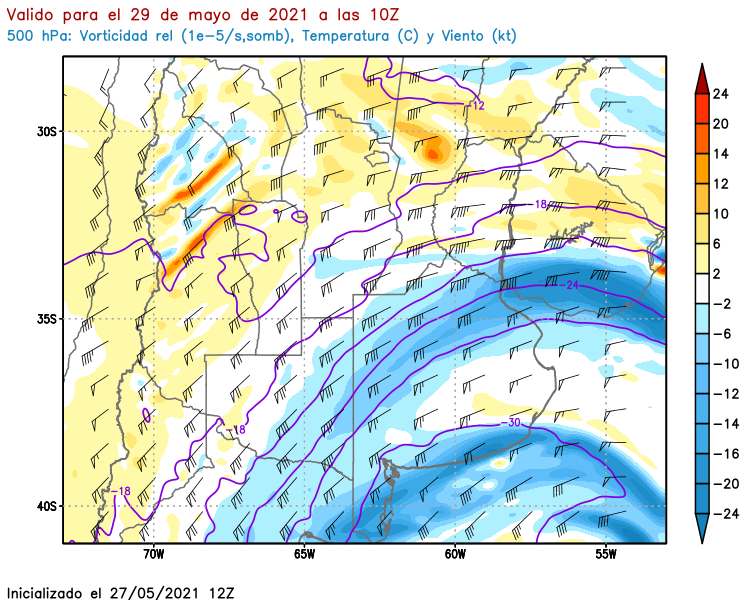 Valido para el 29 de mayo de 2021 a las 10Z
500 hPa: Vorticidad rel (1e-5/s,somb), Temperatura (C) y Viento (kt)
12
-18
-24
-18
-30
-18
30S
35S
40S
70W
65W
60W
55W
24
20
14
12
10
6
2
-2
-6
-10
-12
-14
-16
-20
-24
Inicializado el 27/05/2021 12Z